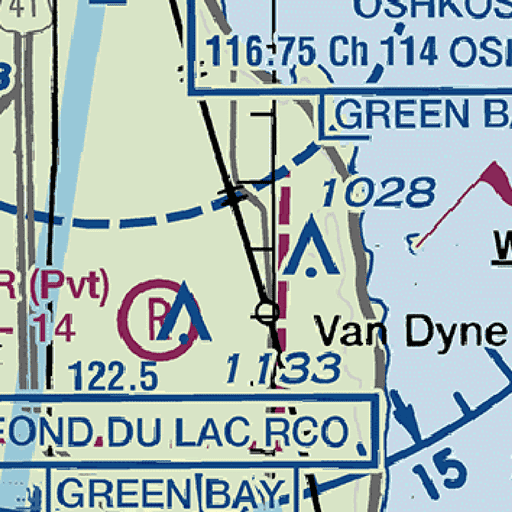 41
OSHKOS
116.75 Ch 114 OSH
GREEN BA
1028
W
R (Pvt)
- 14
R
Van Dyne
122.5
1133
FOND DU LAC RCO
15
GREEN BAY